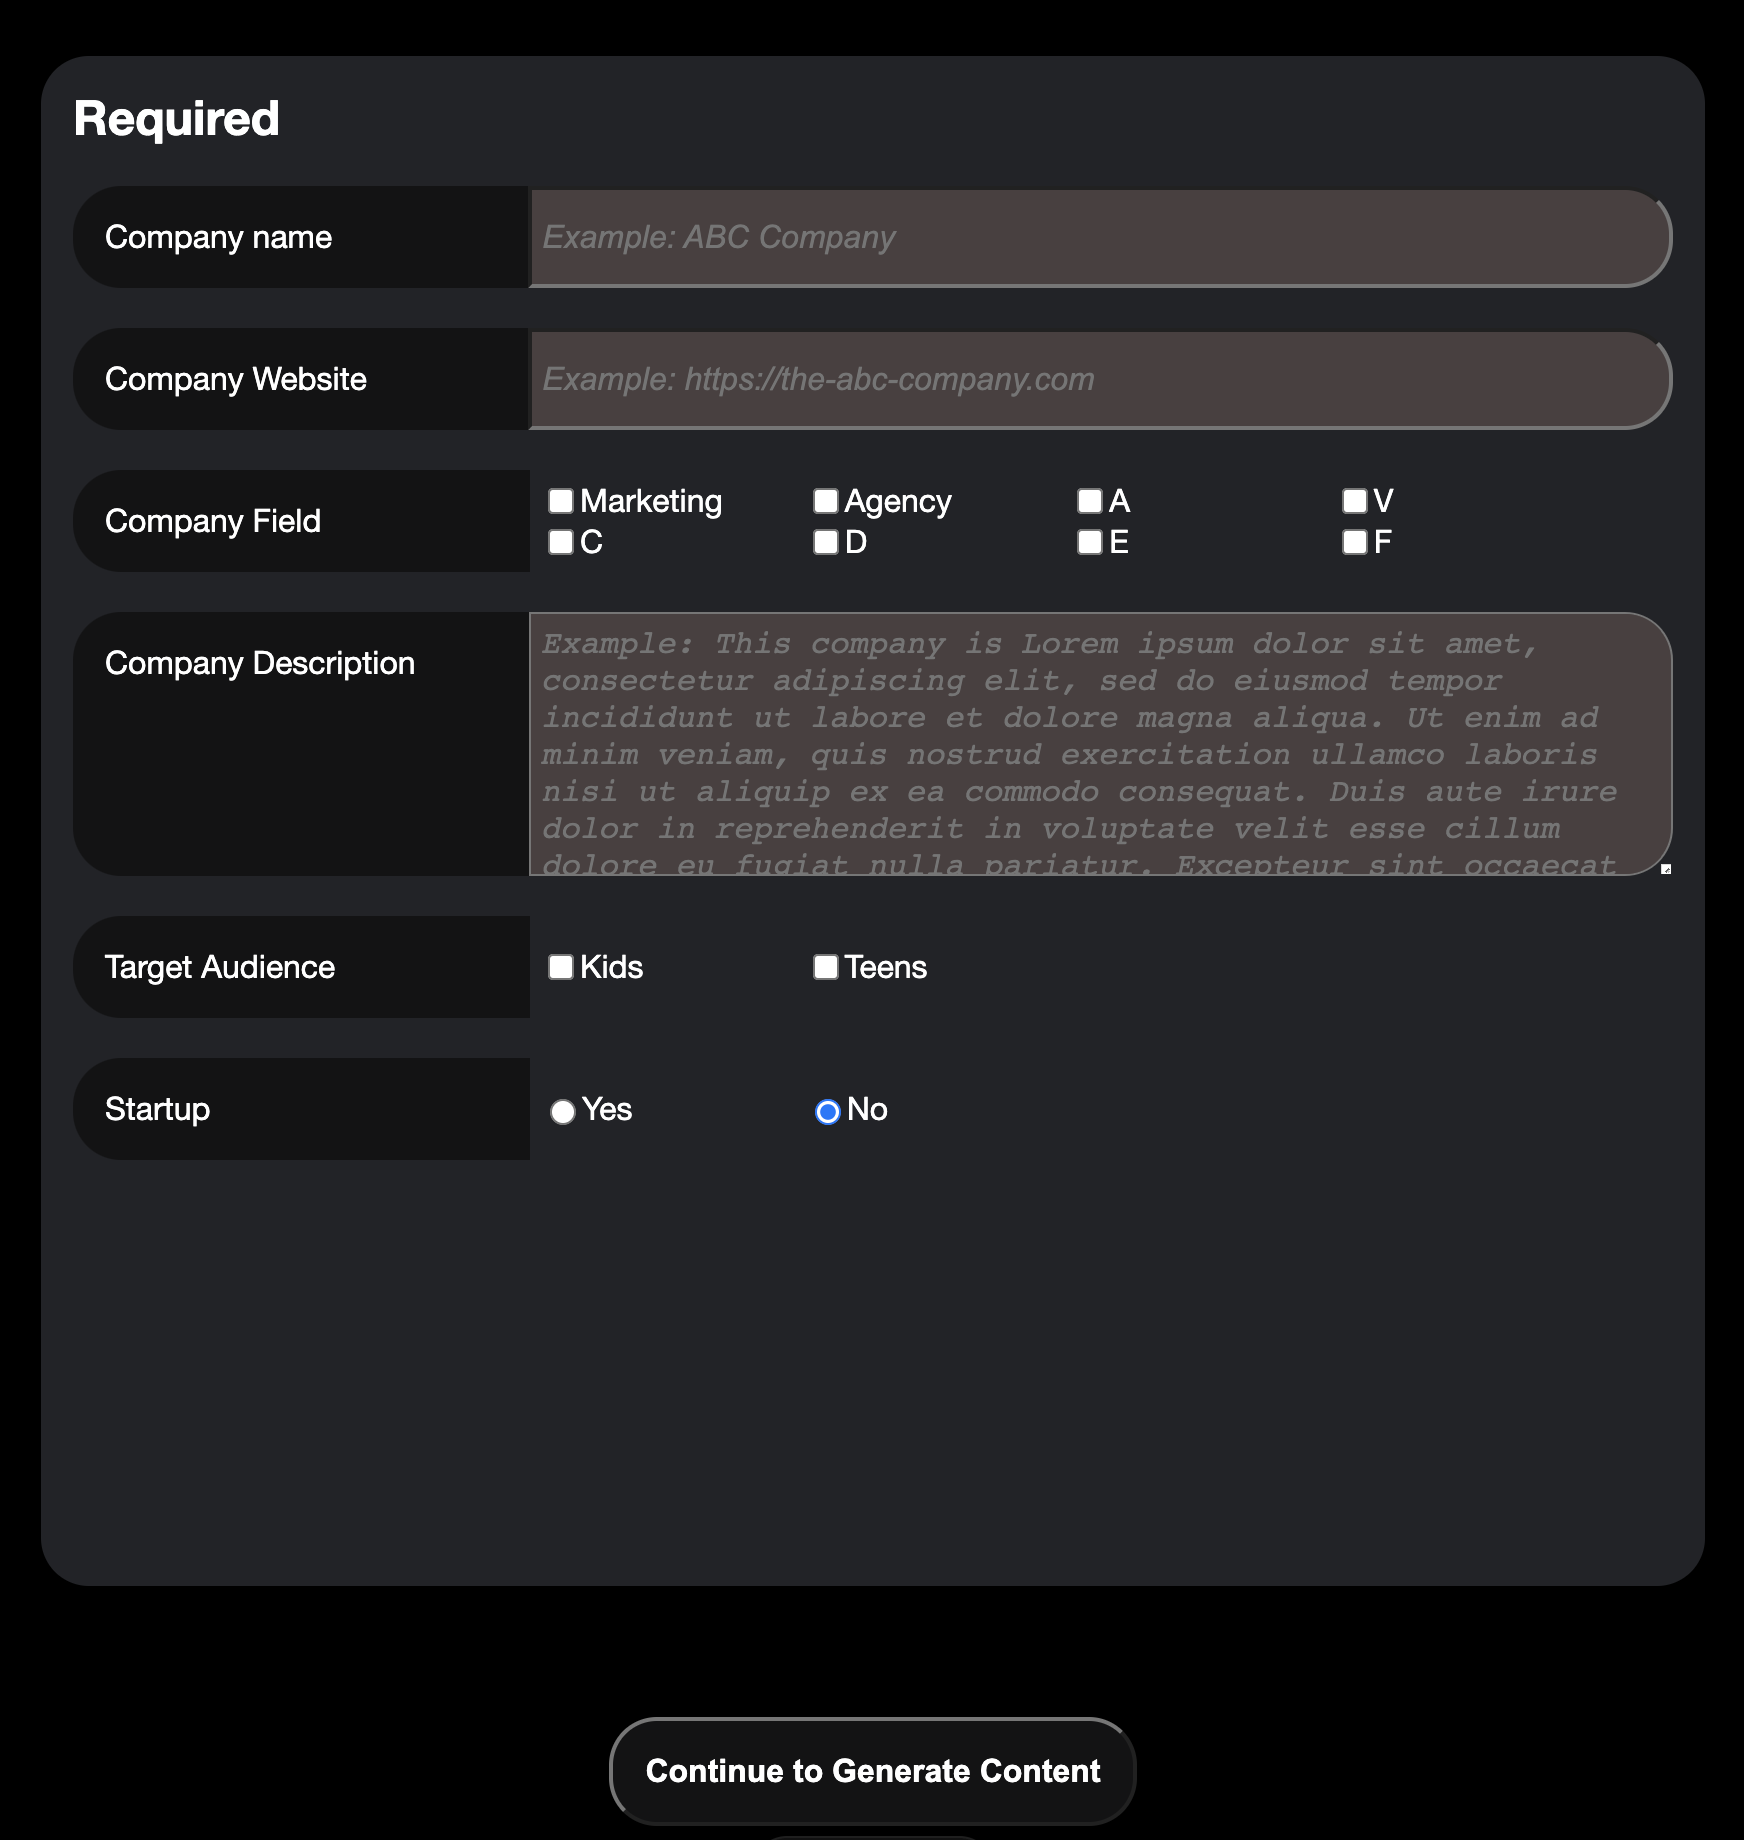 Required
Company name
Example: ABC Company
Company Website
Example: https://the-abc-company.com
Company Field
Marketing Agency A V
C D E F
Company Description
Example: This company is Lorem ipsum dolor sit amet,
consectetur adipiscing elit, sed do eiusmod tempor
incididunt ut labore et dolore magna aliqua. Ut enim ad
minim veniam, quis nostrud exercitation ullamco laboris
nisi ut aliquip ex ea commodo consequat. Duis aute irure
dolor in reprehenderit in voluptate velit esse cillum
dolore eu fugiat nulla pariatur. Excepteur sint occaecat
Target Audience
Kids Teens
Startup
Yes No
Continue to Generate Content